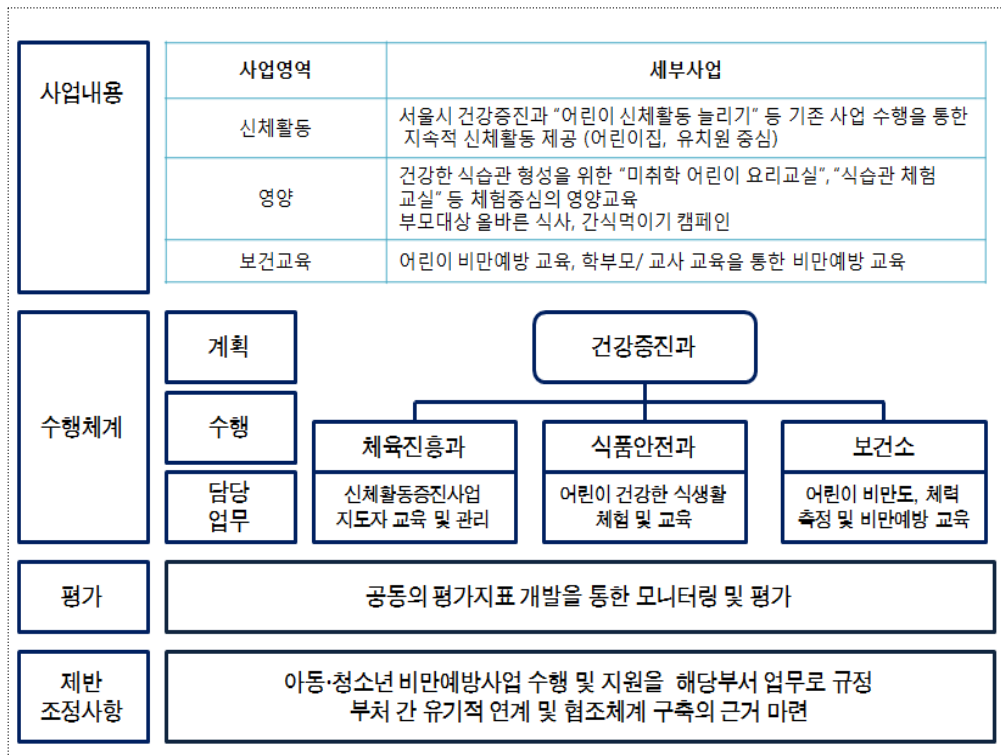 사업내용
사업영역 세부사업
신체활동
서울시 건강증진과 “어린이 신체활동 늘리기” 등 기존 사업 수행을 통한
지속적 신체활동 제공 (어린이집, 유치원 중심)
영양
건강한 식습관 형성을 위한 “미취학 어린이 요리교실”, “식습관 체험
교실” 등 체험중심의 영양교육
부모대상 올바른 식사, 간식먹이기 캠페인
보건교육
어린이 비만예방 교육, 학부모/ 교사 교육을 통한 비만예방 교육
수행체계
계획
건강증진과
수행
체육진흥과
식품안전과
보건소
담당
업무
신체활동증진사업
지도자 교육 및 관리
어린이 건강한 식생활
체험 및 교육
어린이 비만도, 체력
측정 및 비만예방 교육
평가
공통의 평가지표 개발을 통한 모니터링 및 평가
제반
조정사항
아동·청소년 비만예방사업 수행 및 지원을 해당부서 업무로 규정
부처 간 유기적 연계 및 협조체계 구축의 근거 마련